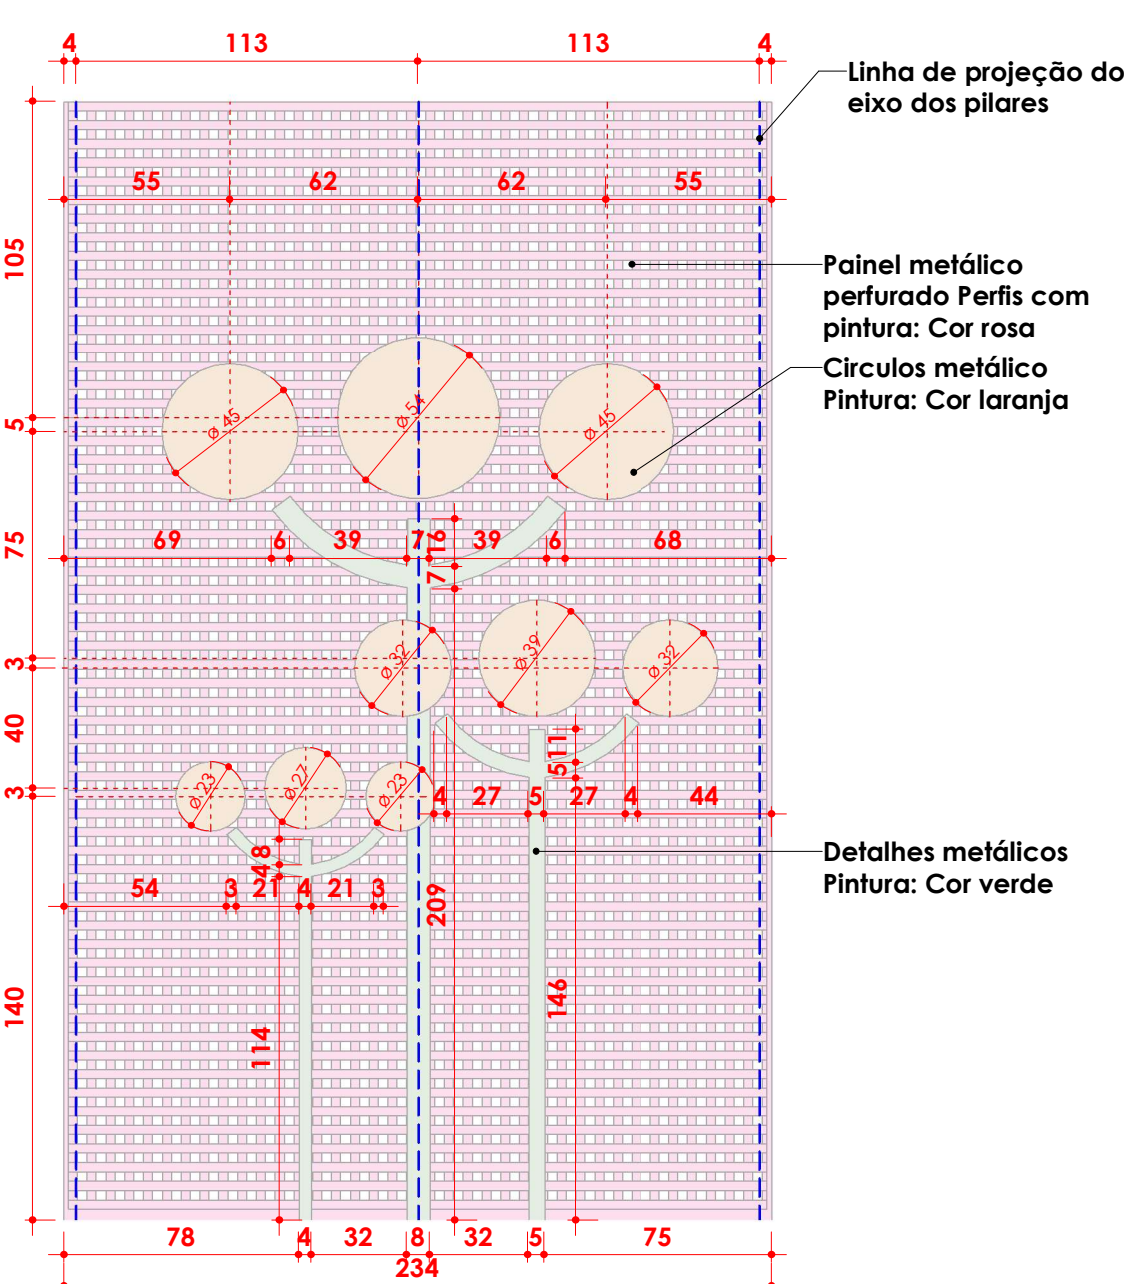 4 113 113 4
Linha de projeção do
eixo dos pilares
55 62 62 55
105
Painel metálico
perfurado Perfis com
pintura: Cor rosa
Circulos metálico
Pintura: Cor laranja
5
ø 45
ø 54
ø 45
75
69 6 39 7 39 6 68
16
7
3
ø 32
ø 39
ø 32
40
11
5
3
ø 23
ø 27
ø 23
4 27 5 27 4 44
8
4
Detalhes metálicos
Pintura: Cor verde
54 3 21 4 21 3
209
140
114
146
78 4 32 8 32 5 75
234